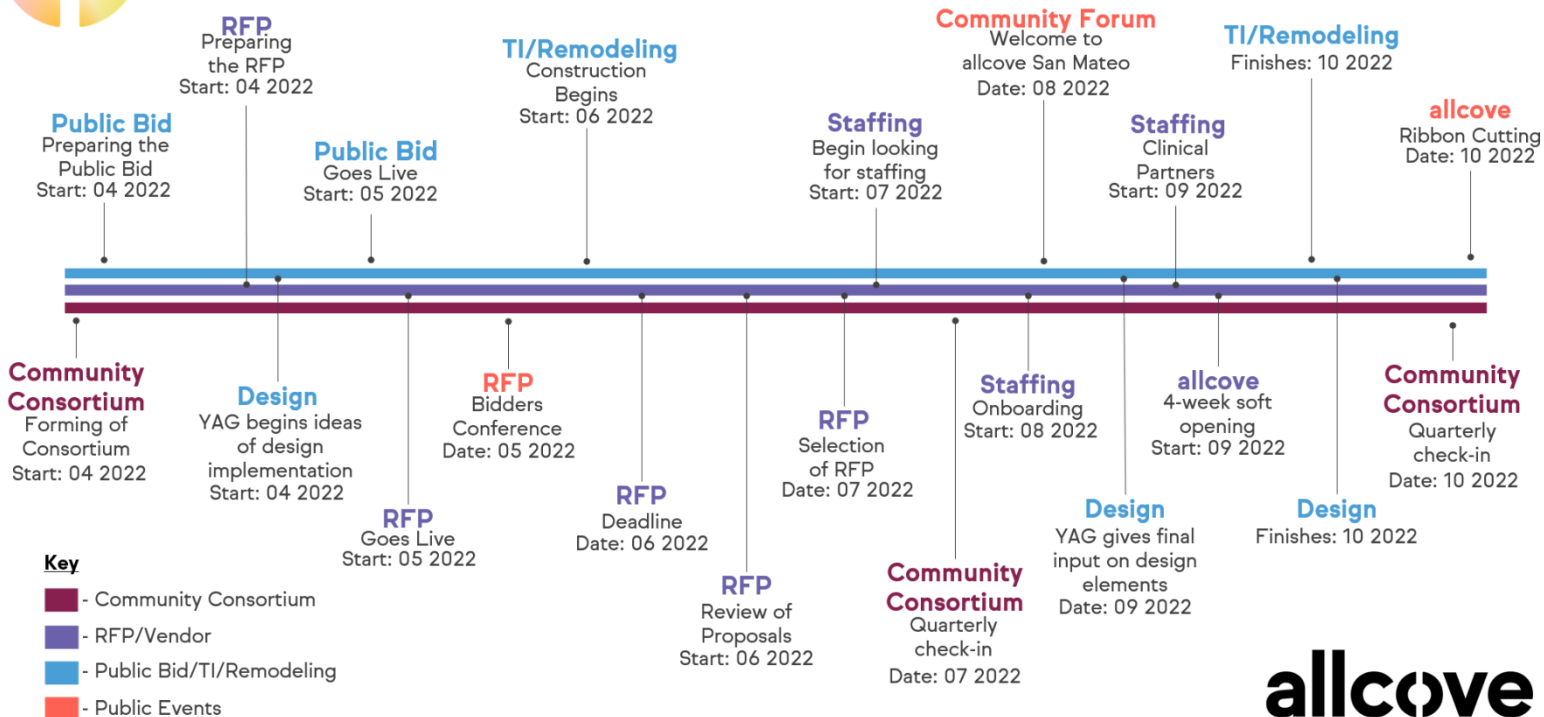 RFP
Preparing
the RFP
Start: 04 2022
TI/Remodeling
Construction
Begins
Start: 06 2022
Community Forum
Welcome to
allcove San Mateo
Date: 08 2022
TI/Remodeling
Finishes: 10 2022
Public Bid
Preparing the
Public Bid
Start: 04 2022
Public Bid
Goes Live
Start: 05 2022
Staffing
Begin looking
for staffing
Start: 07 2022
Staffing
Clinical
Partners
Start: 09 2022
allcove
Ribbon Cutting
Date: 10 2022
Community
Consortium
Forming of
Consortium
Start: 04 2022
Design
YAG begins ideas
of design
implementation
Start: 04 2022
RFP
Goes Live
Start: 05 2022
RFP
Bidders
Conference
Date: 05 2022
RFP
Deadline
Date: 06 2022
RFP
Review of
Proposals
Start: 06 2022
RFP
Selection
of RFP
Date: 07 2022
Community
Consortium
Quarterly
check-in
Date: 07 2022
Staffing
Onboarding
Start: 08 2022
Design
YAG gives final
input on design
elements
Date: 09 2022
allcove
4-week soft
opening
Start: 09 2022
Design
Finishes: 10 2022
Community
Consortium
Quarterly
check-in
Date: 10 2022
Key
- Community Consortium
- RFP/Vendor
- Public Bid/TI/Remodeling
- Public Events
allcove